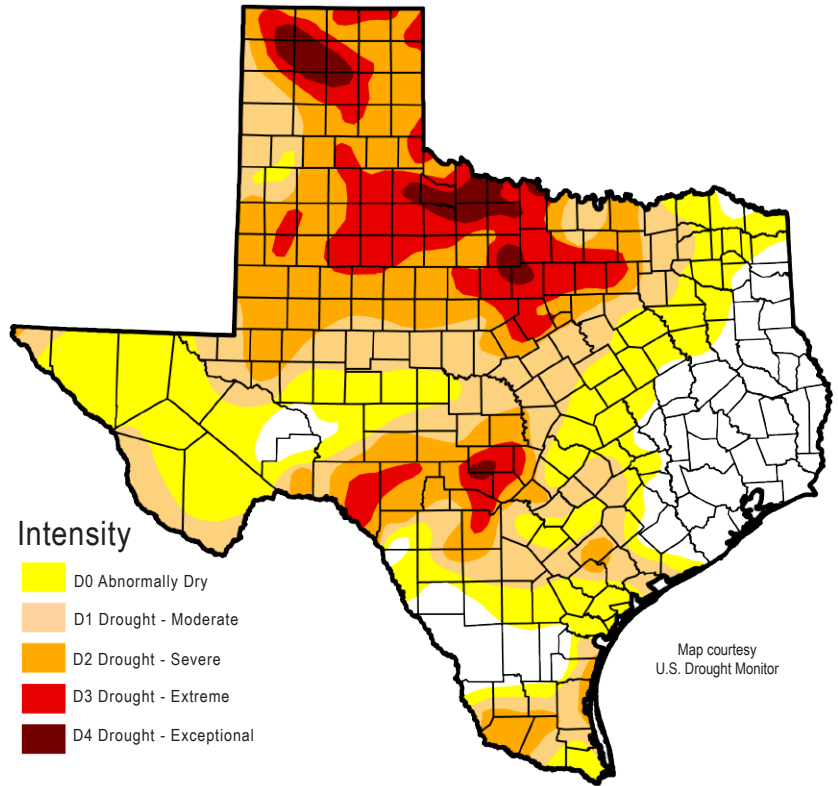 Intensity
D0 Abnormally Dry
D1 Drought - Moderate
D2 Drought - Severe
D3 Drought - Extreme
D4 Drought - Exceptional
Map courtesy
U.S. Drought Monitor